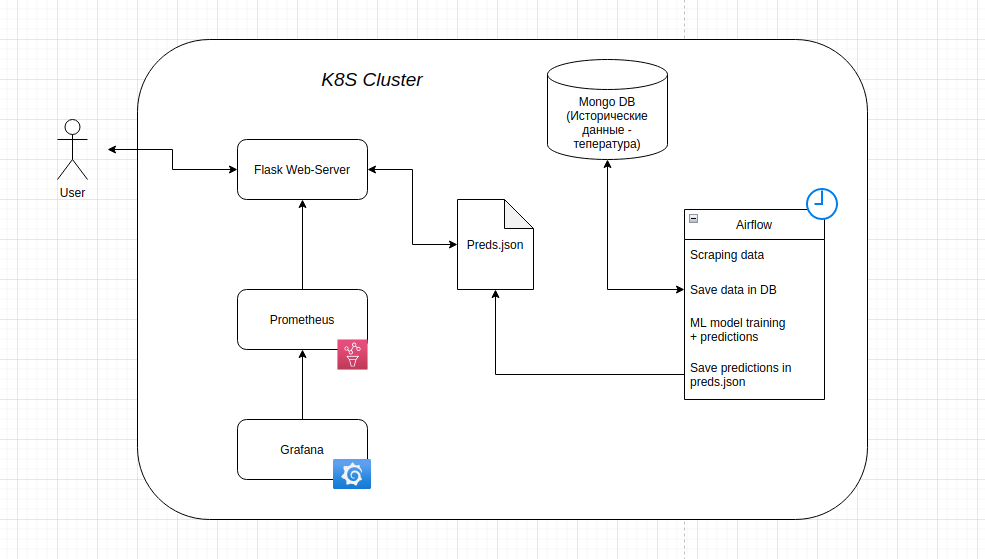 K8S Cluster
Mongo DB
(Исторические
данные -
тепература)
User
Flask Web-Server
Preds.json
Airflow
Scraping data
Save data in DB
ML model training
+ predictions
Save predictions in
preds.json
Prometheus
Grafana